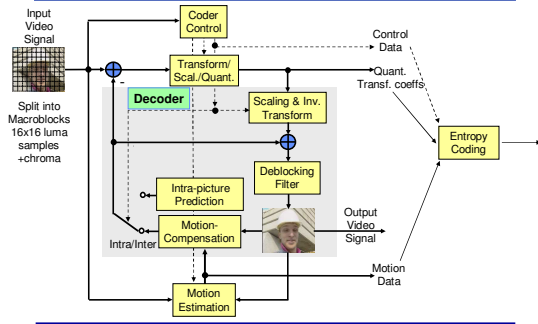 Input
Video
Signal
Coder
Control
Control
Data
Transform/
Scal./Quant.
-
Quant.
Transf. coeffs
Decoder
Split into
Macroblocks
16x16 luma
samples
+chroma
Scaling & Inv.
Transform
Entropy
Coding
Deblocking
Filter
Intra-picture
Prediction
Output
Video
Signal
Motion-
Compensation
Intra/Inter
Motion
Data
Motion
Estimation